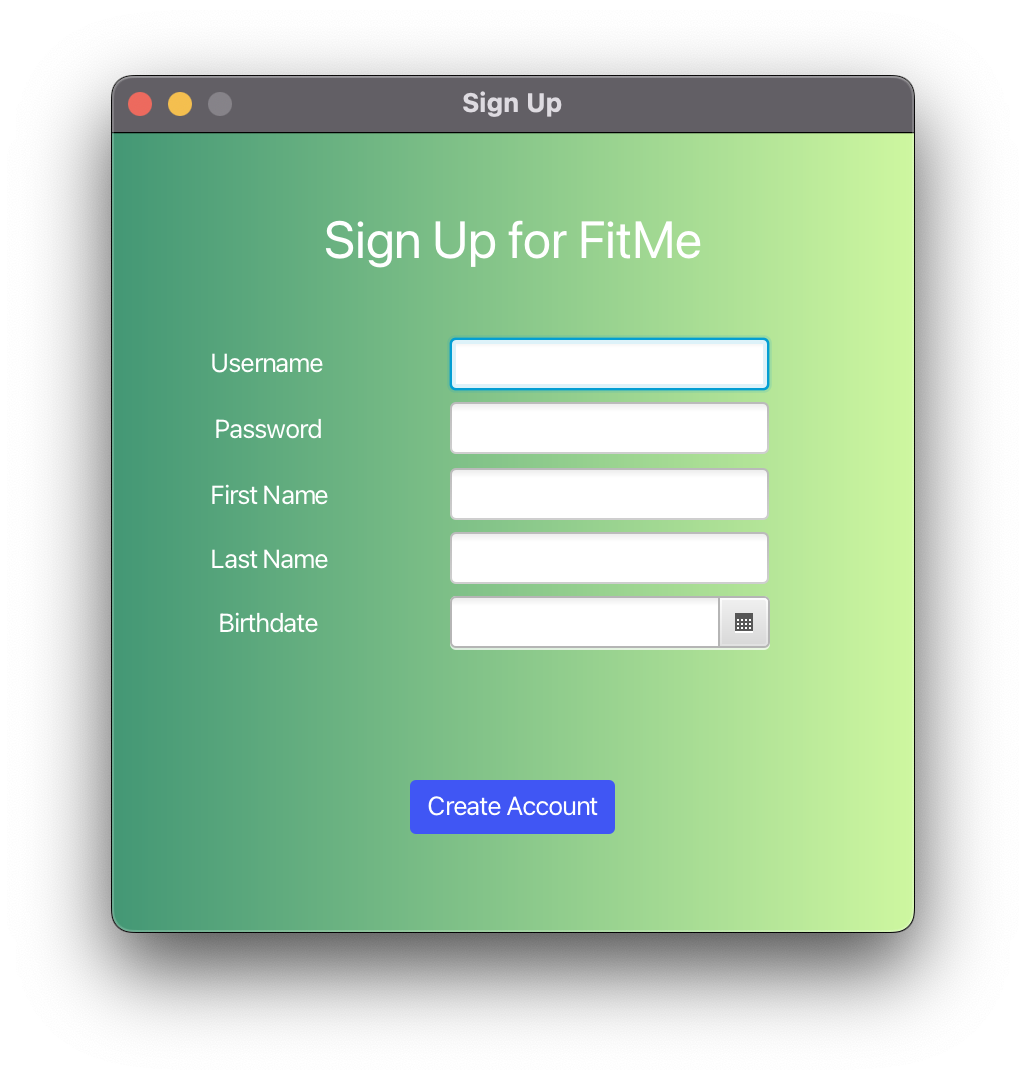 Sign Up
Sign Up for FitMe
Username
Password
First Name
Last Name
Birthdate
Create Account